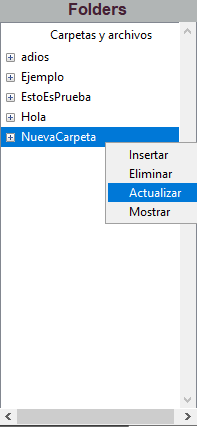 Folders
Carpetas y archivos
adios
Ejemplo
EstoEsPrueba
Hola
NuevaCarpeta
Insertar
Eliminar
Actualizar
Mostrar